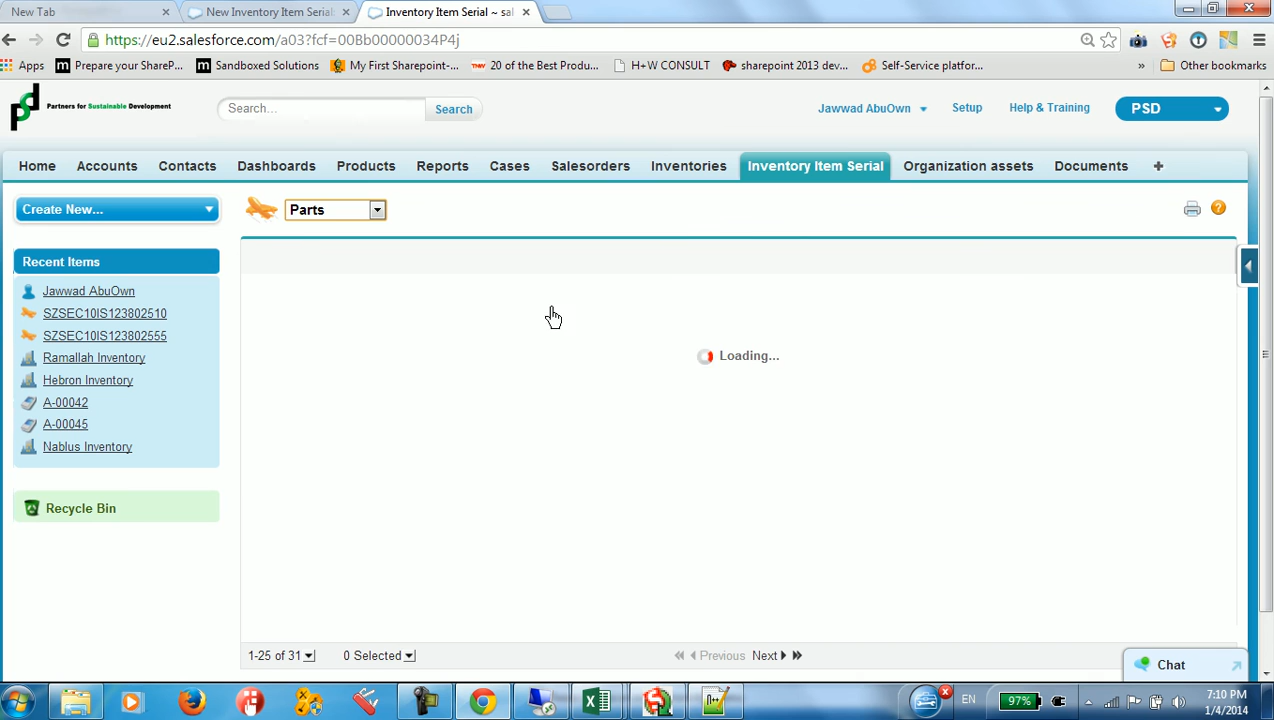 New Tab
New Inventory Item Serial:
Inventory Item Serial ~ sal
https://eu2.salesforce.com/a03?fcf=00Bb00000034P4j
Apps
Prepare your ShareP...
Sandboxed Solutions
My First Sharepoint-...
20 of the Best Produ...
H+W CONSULT
sharepoint 2013 dev...
Self-Service platfor...
»
Other bookmarks
psd
Partners for Sustainable Development
Search...
Search
Jawwad AbuOwn
Setup
Help & Training
PSD
Home
Accounts
Contacts
Dashboards
Products
Reports
Cases
Salesorders
Inventories
Inventory Item Serial
Organization assets
Documents
+
Create New...
Parts
?
Recent Items
Jawwad AbuOwn
SZSEC10IS123802510
SZSEC10IS123802555
Ramallah Inventory
Hebron Inventory
A-00042
A-00045
Nablus Inventory
Recycle Bin
Loading...
1-25 of 31
0 Selected
Previous
Next
Chat
EN
97%
7:10 PM
1/4/2014